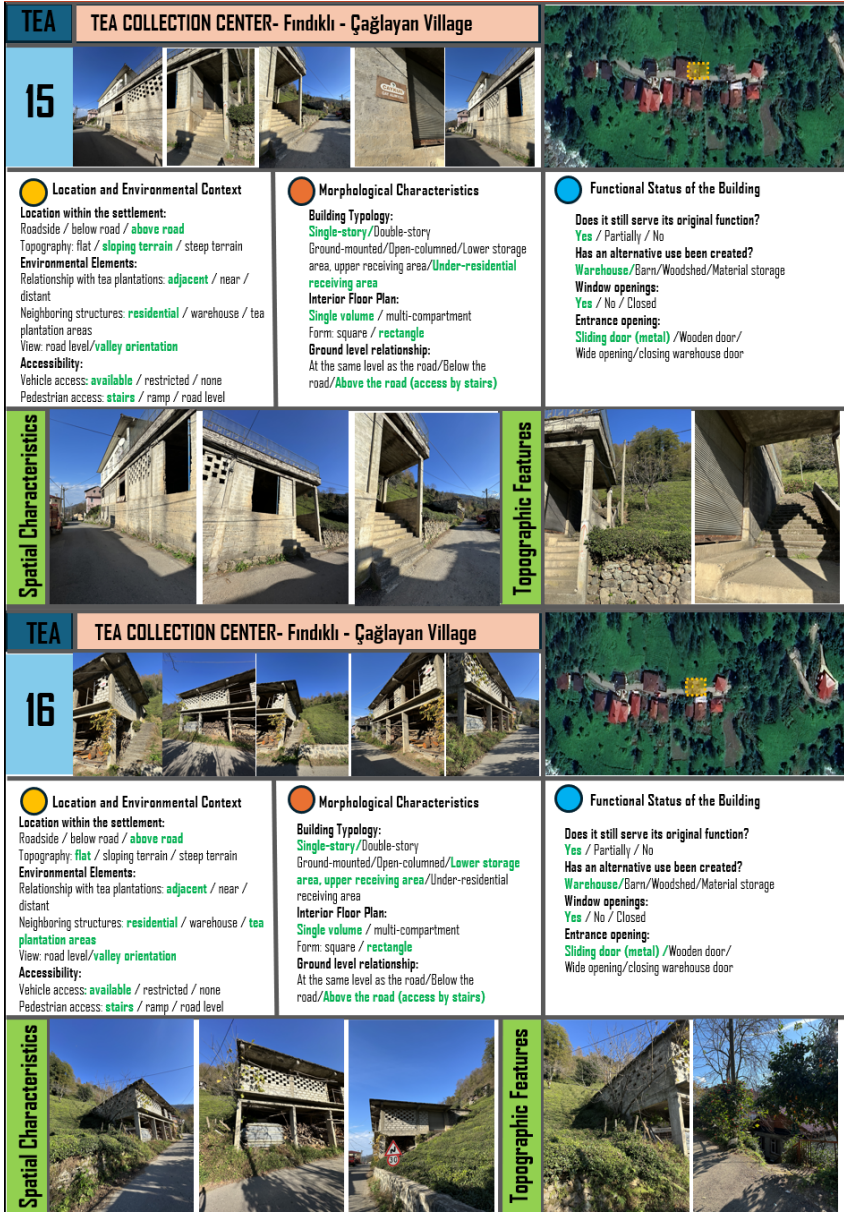 TEA
TEA COLLECTION CENTER- Fındıklı - Çağlayan Village
15
Location and Environmental Context
Location within the settlement:
Roadside / below road / above road
Topography: flat / sloping terrain / steep terrain
Environmental Elements:
Relationship with tea plantations: adjacent / near /
distant
Neighboring structures: residential / warehouse / tea
plantation areas
View: road level/valley orientation
Accessibility:
Vehicle access: available / restricted / none
Pedestrian access: stairs / ramp / road level
Morphological Characteristics
Building Typology:
Single-story/Double-story
Ground-mounted/Open-columned/Lower storage
area, upper receiving area/Under-residential
receiving area
Interior Floor Plan:
Single volume / multi-compartment
Form: square / rectangle
Ground level relationship:
At the same level as the road/Below the
road/Above the road (access by stairs)
Functional Status of the Building
Does it still serve its original function?
Yes / Partially / No
Has an alternative use been created?
Warehouse/Barn/Woodshed/Material storage
Window openings:
Yes / No / Closed
Entrance opening:
Sliding door (metal) /Wooden door/
Wide opening/closing warehouse door
Spatial Characteristics
Topographic Features
TEA
TEA COLLECTION CENTER- Fındıklı - Çağlayan Village
16
Location and Environmental Context
Location within the settlement:
Roadside / below road / above road
Topography: flat / sloping terrain / steep terrain
Environmental Elements:
Relationship with tea plantations: adjacent / near /
distant
Neighboring structures: residential / warehouse / tea
plantation areas
View: road level/valley orientation
Accessibility:
Vehicle access: available / restricted / none
Pedestrian access: stairs / ramp / road level
Morphological Characteristics
Building Typology:
Single-story/Double-story
Ground-mounted/Open-columned/Lower storage
area, upper receiving area/Under-residential
receiving area
Interior Floor Plan:
Single volume / multi-compartment
Form: square / rectangle
Ground level relationship:
At the same level as the road/Below the
road/Above the road (access by stairs)
Functional Status of the Building
Does it still serve its original function?
Yes / Partially / No
Has an alternative use been created?
Warehouse/Barn/Woodshed/Material storage
Window openings:
Yes / No / Closed
Entrance opening:
Sliding door (metal) /Wooden door/
Wide opening/closing warehouse door
Spatial Characteristics
Topographic Features